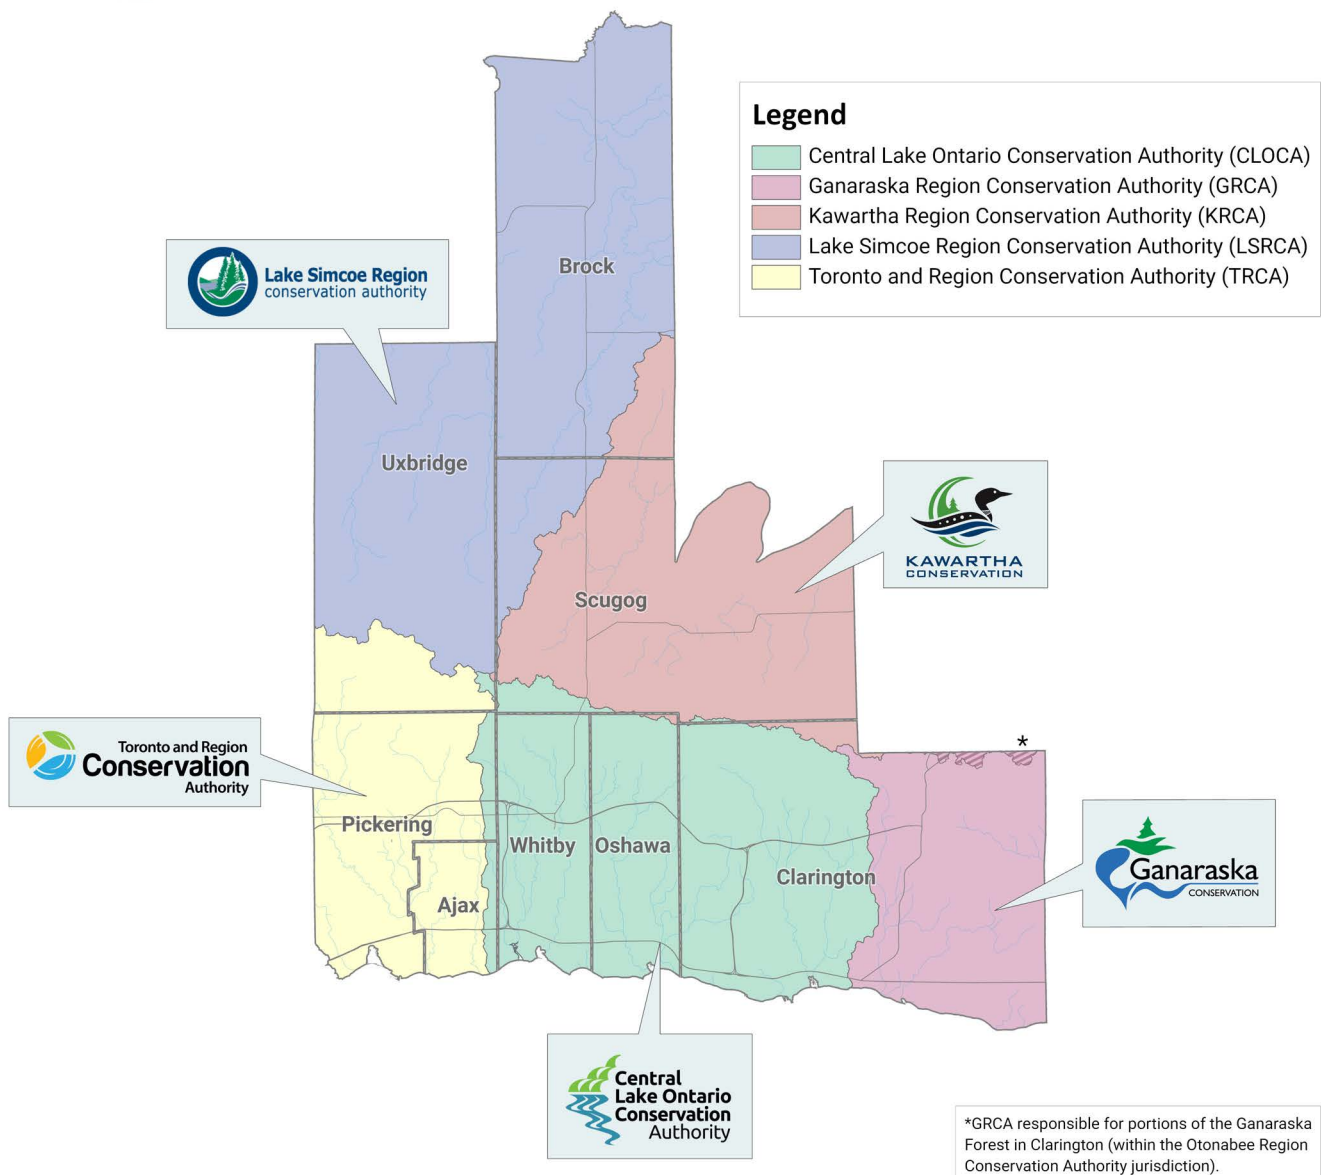 Legend
Central Lake Ontario Conservation Authority (CLOCA)
Ganaraska Region Conservation Authority (GRCA)
Kawartha Region Conservation Authority (KRCA)
Lake Simcoe Region Conservation Authority (LSRCA)
Toronto and Region Conservation Authority (TRCA)
Lake Simcoe Region
conservation authority
Brock
Uxbridge
KAWARTHA
CONSERVATION
Scugog
*
Toronto and Region
Conservation
Authority
Pickering
Whitby
Oshawa
Clarington
Ajax
Ganaraska
CONSERVATION
Central
Lake Ontario
Conservation
Authority
*GRCA responsible for portions of the Ganaraska
Forest in Clarington (within the Otonabee Region
Conservation Authority jurisdiction).